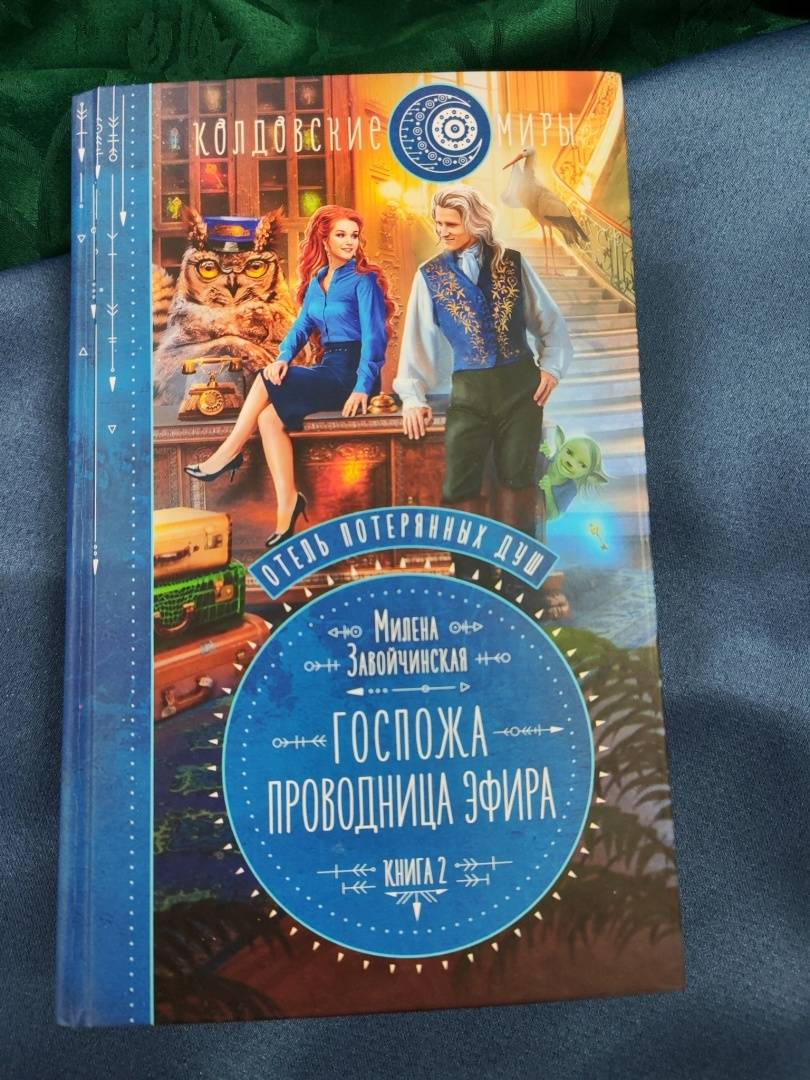 КОЛДОВСКИЕ МИРЫ
ОТЕЛЬ ПОТЕРЯННЫХ ДУШ
МИЛЕНА
ЗАВОЙЧИНСКАЯ
ГОСПОЖА
ПРОВОДНИЦА ЭФИРА
КНИГА 2